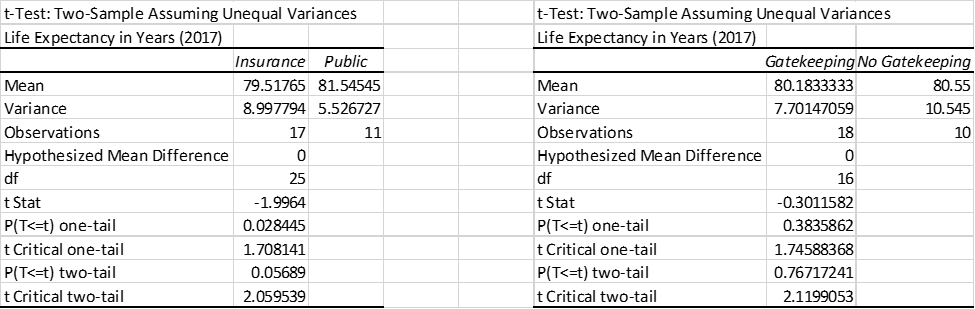 t-Test: Two-Sample Assuming Unequal Variances
Life Expectancy in Years (2017)
Insurance Public
Mean 79.51765 81.54545
Variance 8.997794 5.526727
Observations 17 11
Hypothesized Mean Difference 0
df 25
t Stat -1.9964
P(T<=t) one-tail 0.028445
t Critical one-tail 1.708141
P(T<=t) two-tail 0.05689
t Critical two-tail 2.059539
t-Test: Two-Sample Assuming Unequal Variances
Life Expectancy in Years (2017)
Gatekeeping No Gatekeeping
Mean 80.1833333 80.55
Variance 7.70147059 10.545
Observations 18 10
Hypothesized Mean Difference 0
df 16
t Stat -0.3011582
P(T<=t) one-tail 0.3835862
t Critical one-tail 1.74588368
P(T<=t) two-tail 0.76717241
t Critical two-tail 2.1199053